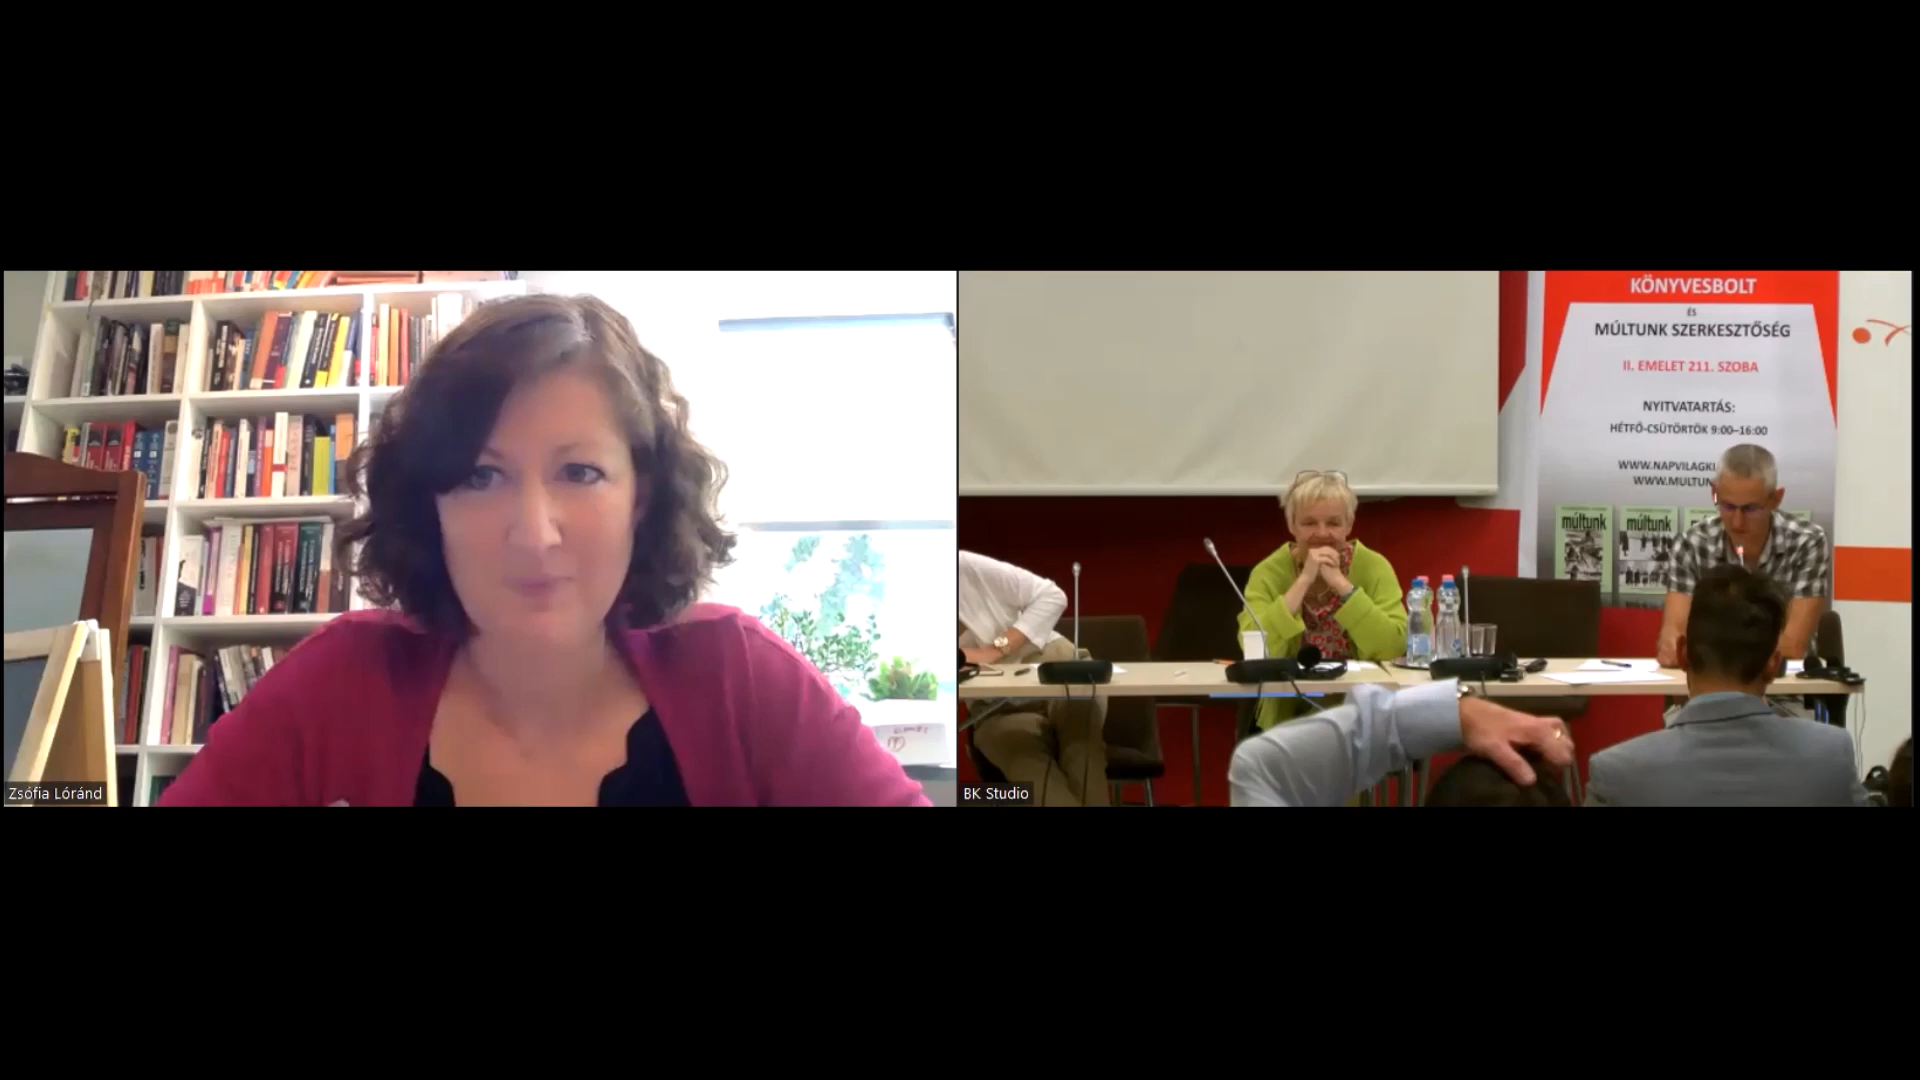 Zsófia Lóránd
BK Studio
KÖNYVESBOLT
ÉS
MÚLTUNK SZERKESZTŐSÉG
II. EMELET 211. SZOBA
NYITVATARTÁS:
HÉTFŐ-CSÜTÖRTÖK 9:00–16:00
WWW.NAPVILAGKI
WWW.MULTUN
múltunk
múltunk